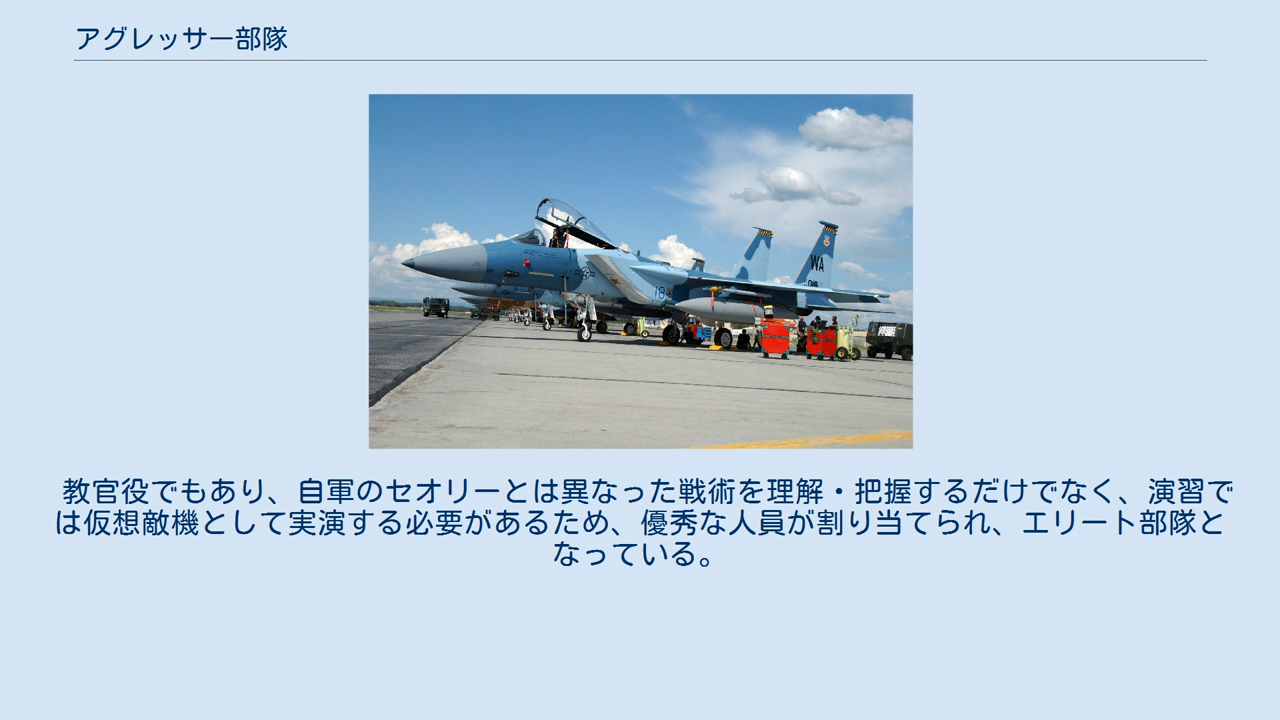 アグレッサー部隊
WA
18
教官役でもあり、自軍のセオリーとは異なった戦術を理解・把握するだけでなく、演習で
は仮想敵機として実演する必要があるため、優秀な人員が割り当てられ、エリート部隊と
なっている。